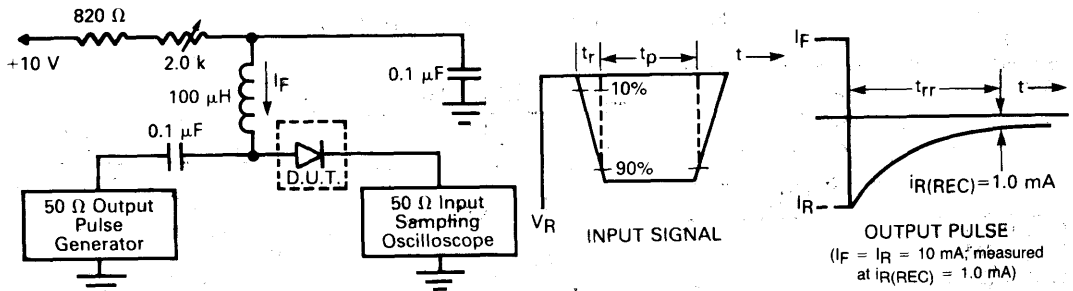 820 Ω
+10 V
2.0 k
0.1 μF
100 μH
IF
0.1 μF
D.U.T.
50 Ω Output
Pulse
Generator
50 Ω Input
Sampling
Oscilloscope
tr
tp
t
10%
90%
VR
INPUT SIGNAL
IF
trr
t
IR
iR(REC) = 1.0 mA
OUTPUT PULSE
(IF = IR = 10 mA; measured
at iR(REC) = 1.0 mA)